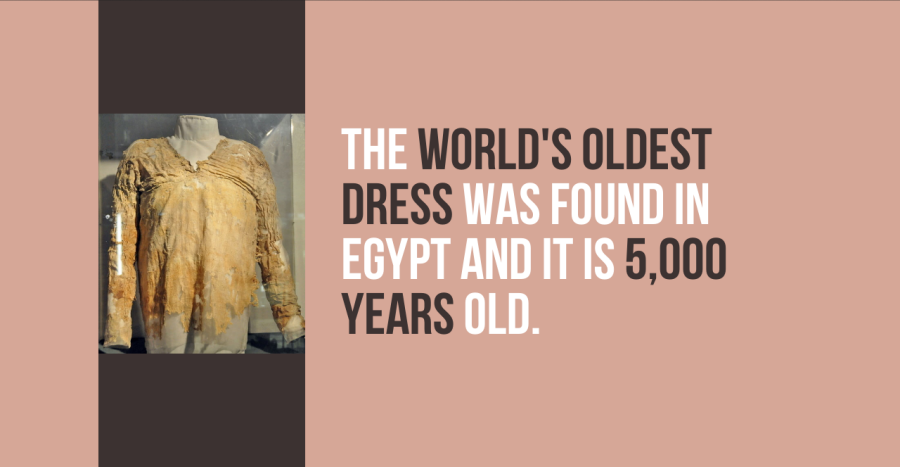 THE WORLD'S OLDEST
DRESS WAS FOUND IN
EGYPT AND IT IS 5,000
YEARS OLD.